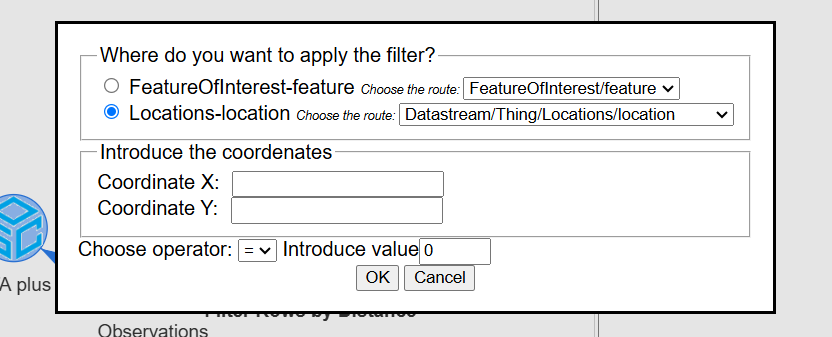 Where do you want to apply the filter?
FeatureOfInterest-feature Choose the route: FeatureOfInterest/feature
Locations-location Choose the route: Datastream/Thing/Locations/location
Introduce the coordenates
Coordinate X:
Coordinate Y:
Choose operator: = Introduce value 0
OK Cancel
A plus
Filter Rows by Distance
Observations